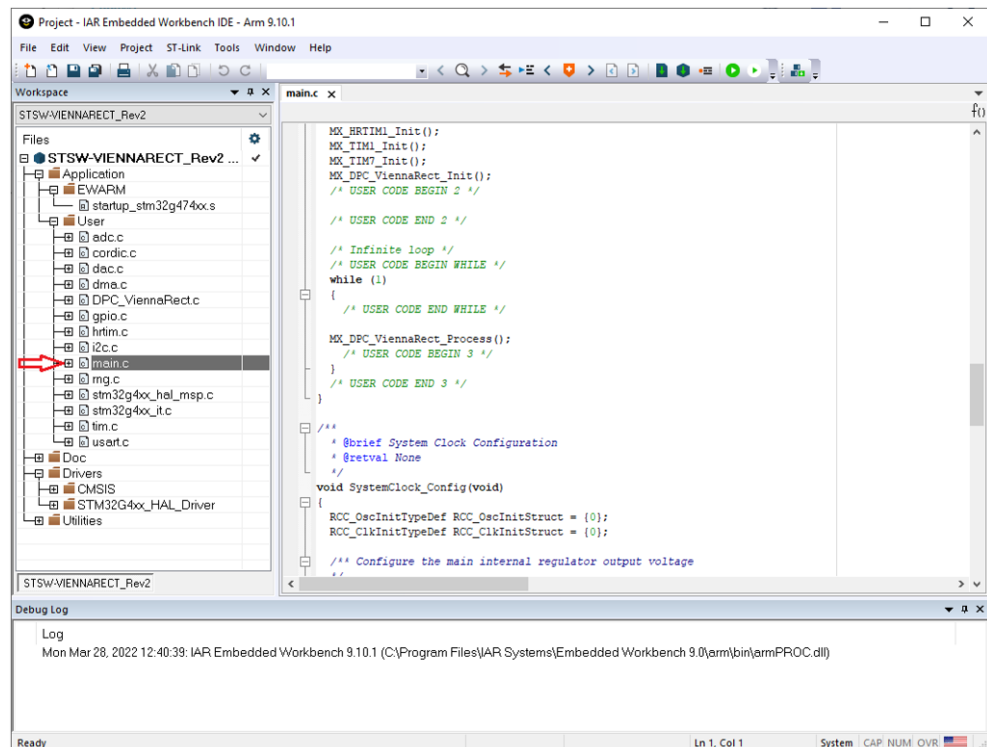 Project - IAR Embedded Workbench IDE - Arm 9.10.1
File Edit View Project ST-Link Tools Window Help
Workspace
main.c
STSW-VIENNARECT_Rev2
f()
Files
STSW-VIENNARECT_Rev2 ...
Application
EWARM
startup_stm32g474xx.s
User
adc.c
cordic.c
dac.c
dma.c
DPC_ViennaRect.c
gpio.c
hrtim.c
i2c.c
main.c
rng.c
stm32g4xx_hal_msp.c
stm32g4xx_it.c
tim.c
usart.c
Doc
Drivers
CMSIS
STM32G4xx_HAL_Driver
Utilities
STSW-VIENNARECT_Rev2
MX_HRTIM1_Init();
MX_TIM1_Init();
MX_TIM7_Init();
MX_DPC_ViennaRect_Init();
/* USER CODE BEGIN 2 */
/* USER CODE END 2 */
/* Infinite loop */
/* USER CODE BEGIN WHILE */
while (1)
{
/* USER CODE END WHILE */
MX_DPC_ViennaRect_Process();
/* USER CODE BEGIN 3 */
}
/* USER CODE END 3 */
}
/**
* @brief System Clock Configuration
* @retval None
*/
void SystemClock_Config(void)
{
RCC_OscInitTypeDef RCC_OscInitStruct = {0};
RCC_ClkInitTypeDef RCC_ClkInitStruct = {0};
/** Configure the main internal regulator output voltage
*/
Debug Log
Log
Mon Mar 28, 2022 12:40:39: IAR Embedded Workbench 9.10.1 (C:\Program Files\IAR Systems\Embedded Workbench 9.0\arm\bin\armPROC.dll)
Ready
Ln 1, Col 1
System
CAP NUM OVR